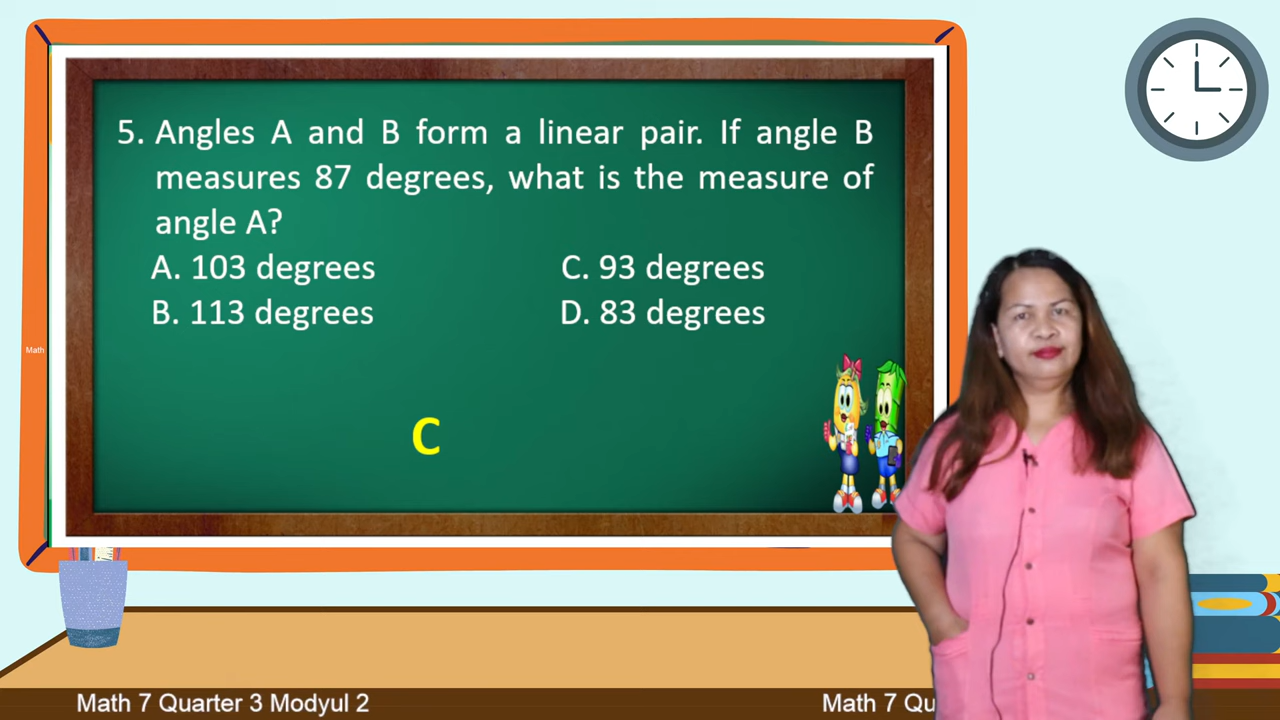 5. Angles A and B form a linear pair. If angle B
measures 87 degrees, what is the measure of
angle A?
A. 103 degrees
C. 93 degrees
B. 113 degrees
D. 83 degrees
C
Math
Math 7 Quarter 3 Modyul 2
Math 7 Qu